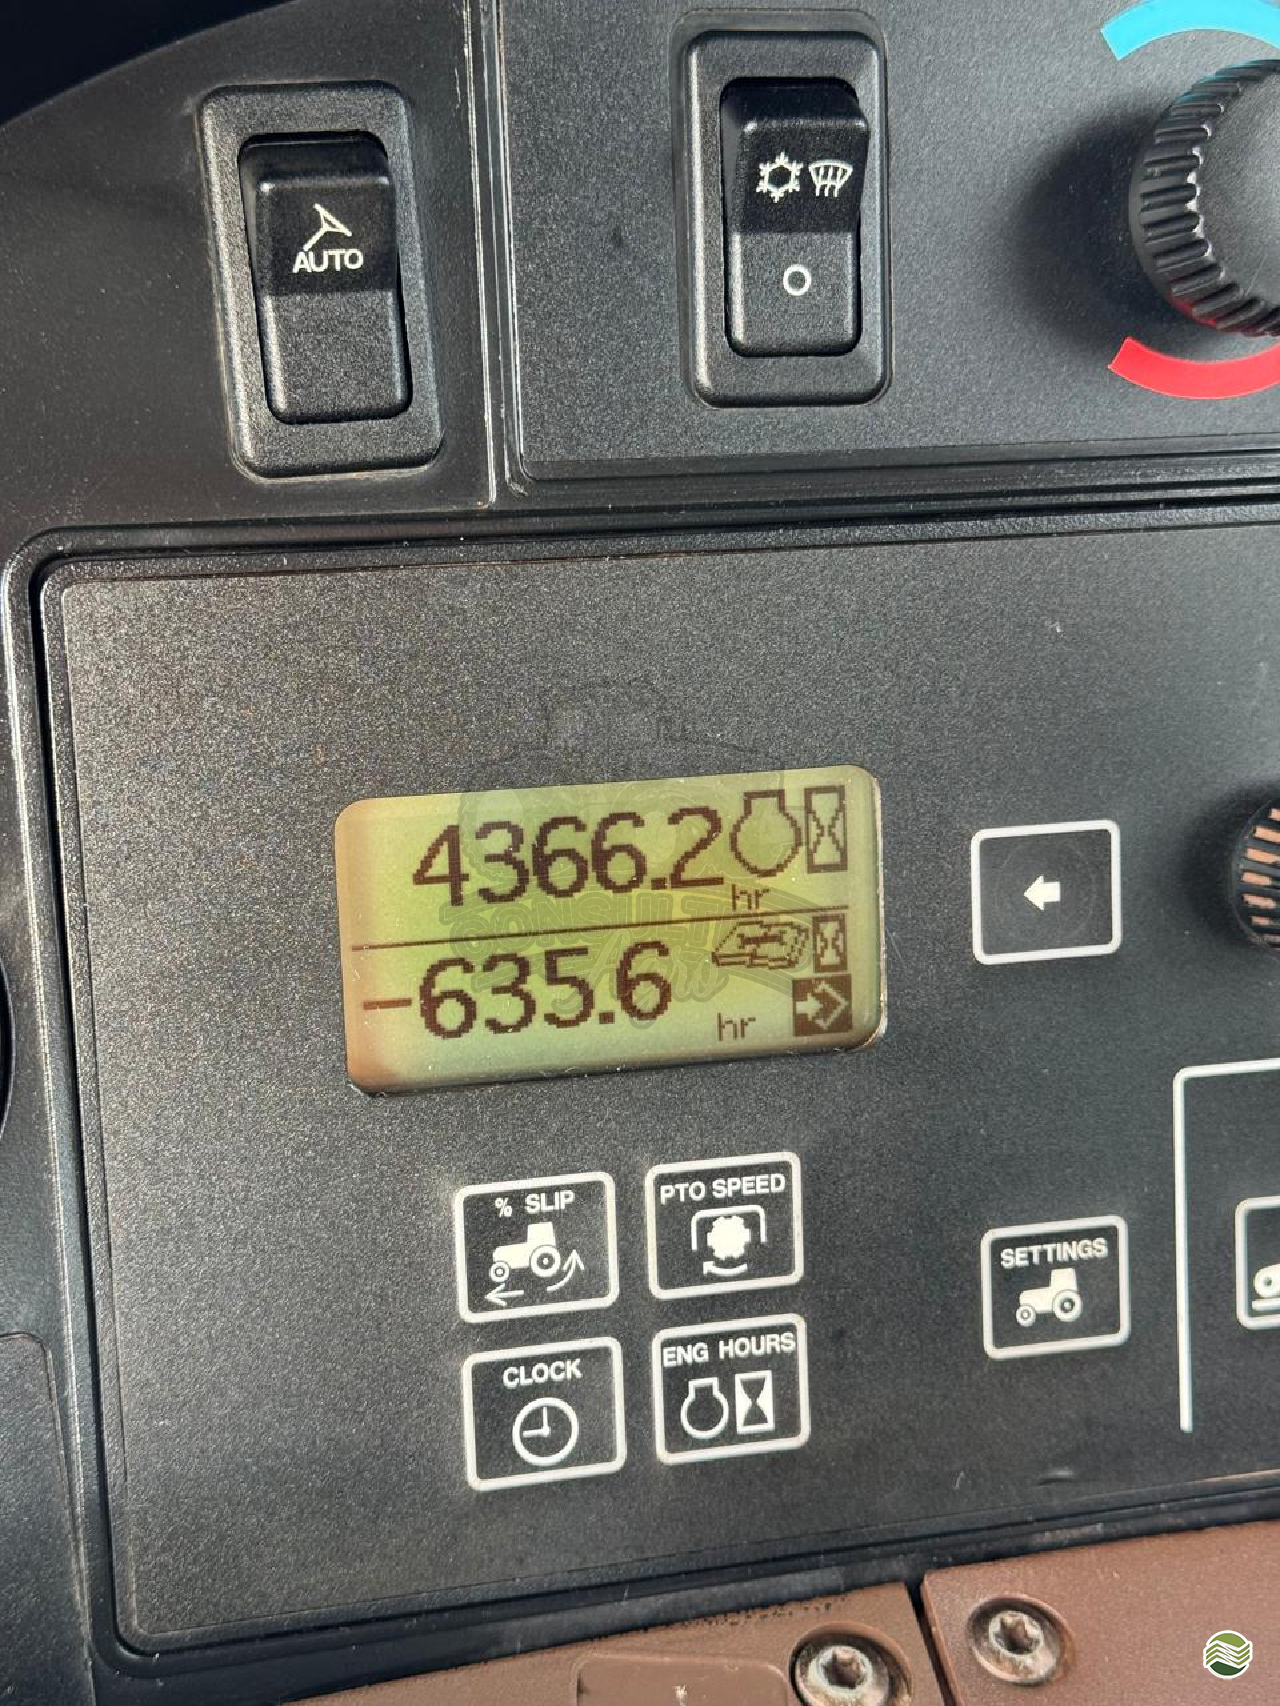 AUTO
4366.2
hr
-635.6
hr
% SLIP
PTO SPEED
SETTINGS
CLOCK
ENG HOURS